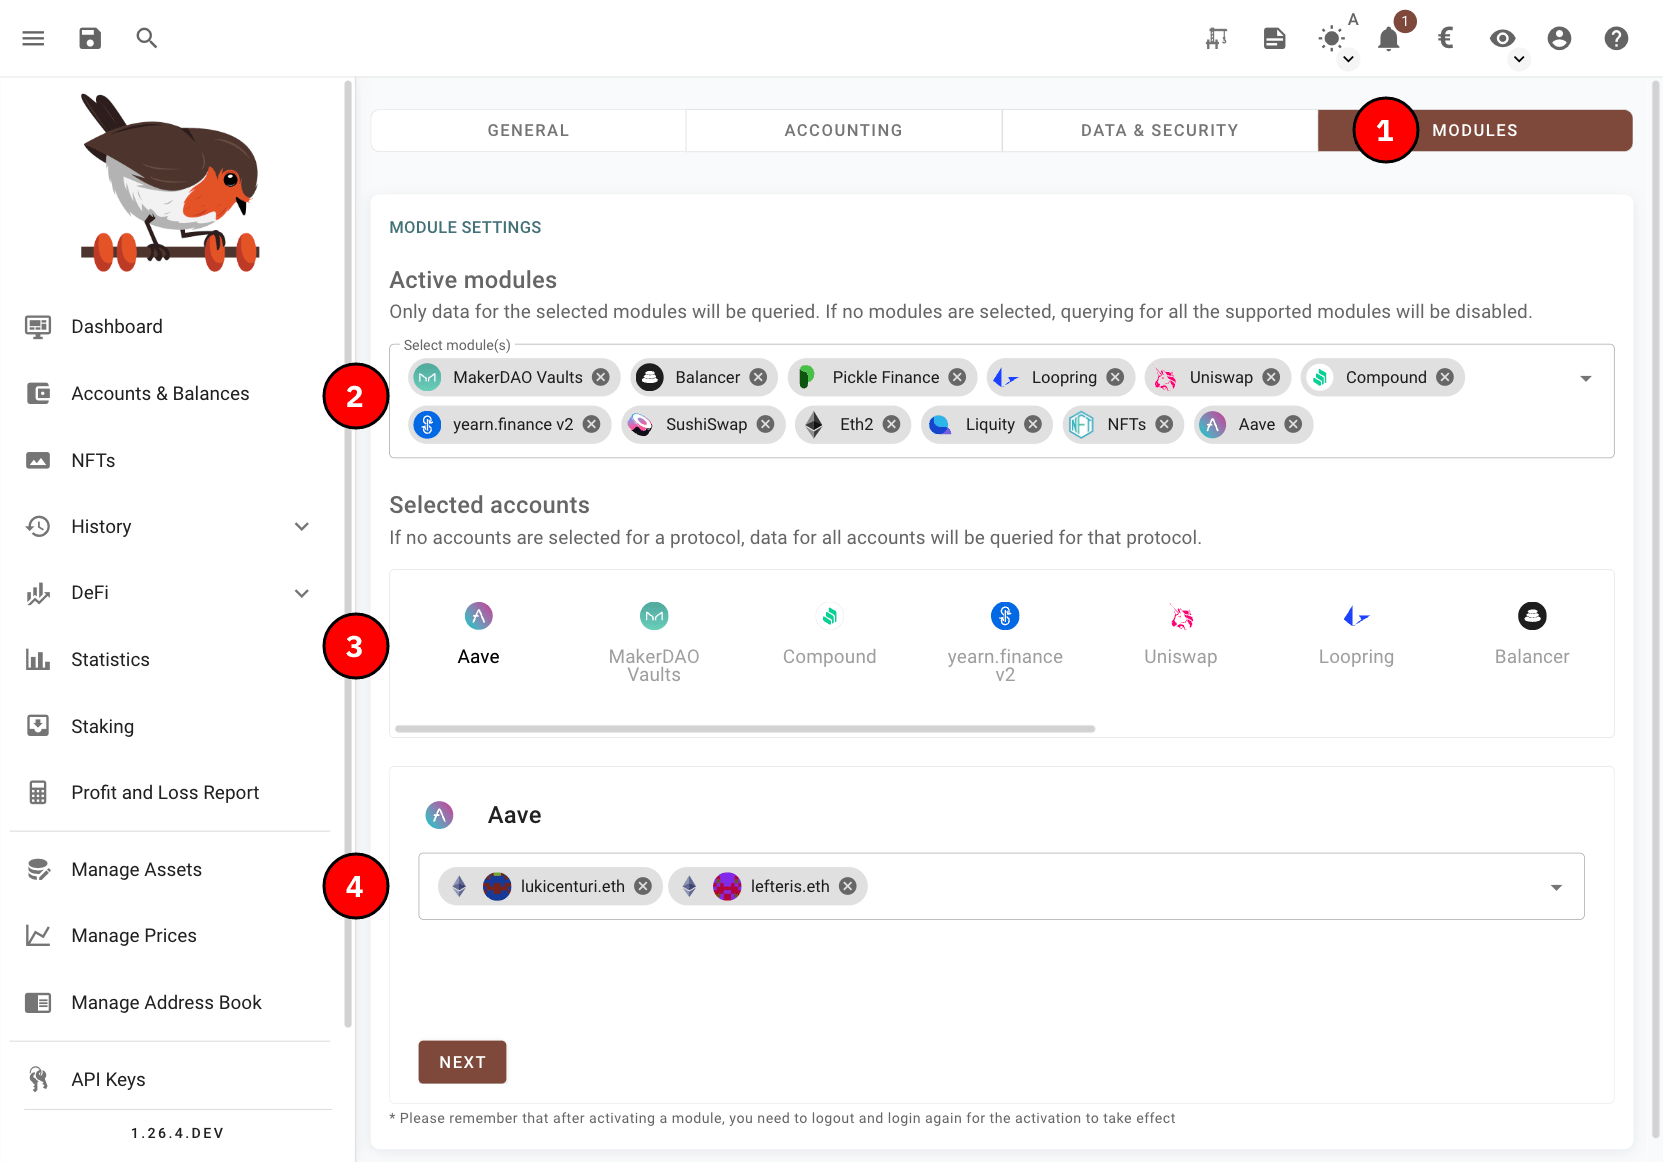 A
1
€
GENERAL
ACCOUNTING
DATA & SECURITY
1
MODULES
MODULE SETTINGS
Active modules
Only data for the selected modules will be queried. If no modules are selected, querying for all the supported modules will be disabled.
Select module(s)
2
MakerDAO Vaults
Balancer
Pickle Finance
Loopring
Uniswap
Compound
yearn.finance v2
SushiSwap
Eth2
Liquity
NFTs
Aave
Selected accounts
If no accounts are selected for a protocol, data for all accounts will be queried for that protocol.
3
Aave
MakerDAO
Vaults
Compound
yearn.finance
v2
Uniswap
Loopring
Balancer
Aave
4
lukicenturi.eth
lefteris.eth
NEXT
* Please remember that after activating a module, you need to logout and login again for the activation to take effect
Dashboard
Accounts & Balances
NFTs
History
DeFi
Statistics
Staking
Profit and Loss Report
Manage Assets
Manage Prices
Manage Address Book
API Keys
1.26.4.DEV